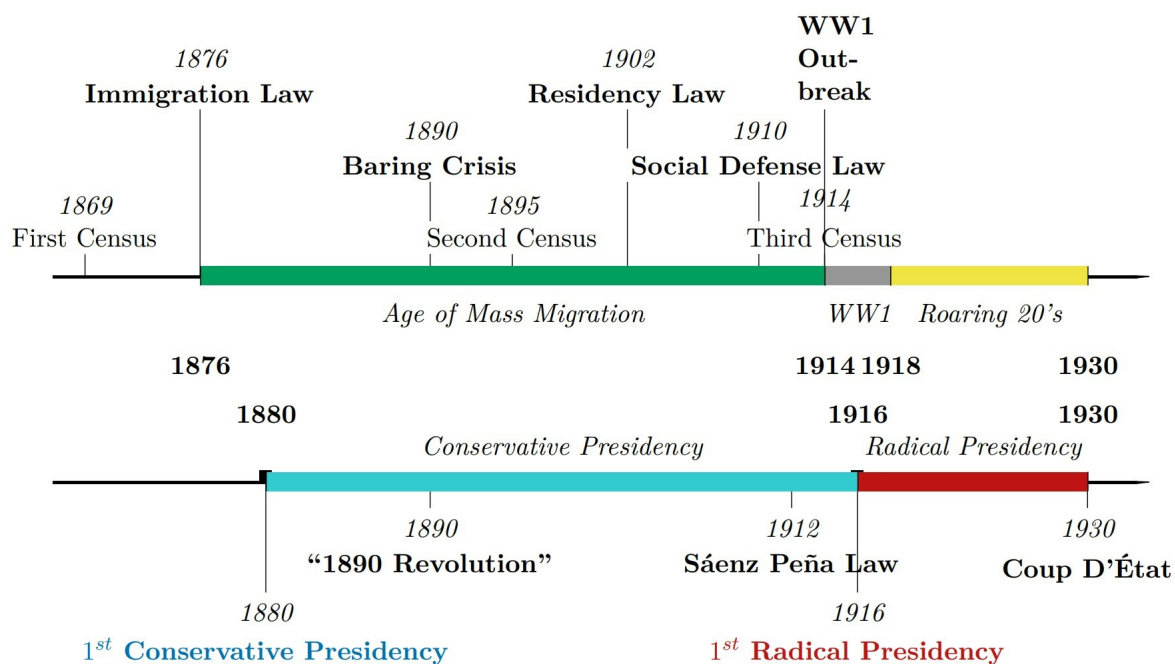 WW1
Out-
break
1876
Immigration Law
1902
Residency Law
1890
Baring Crisis
1910
Social Defense Law
1869
First Census
1895
Second Census
1914
Third Census
Age of Mass Migration
WW1
Roaring 20's
1876
1914
1918
1930
1880
1916
1930
Conservative Presidency
Radical Presidency
1890
“1890 Revolution”
1912
Sáenz Peña Law
1930
Coup D'État
1880
1916
1st Conservative Presidency
1st Radical Presidency